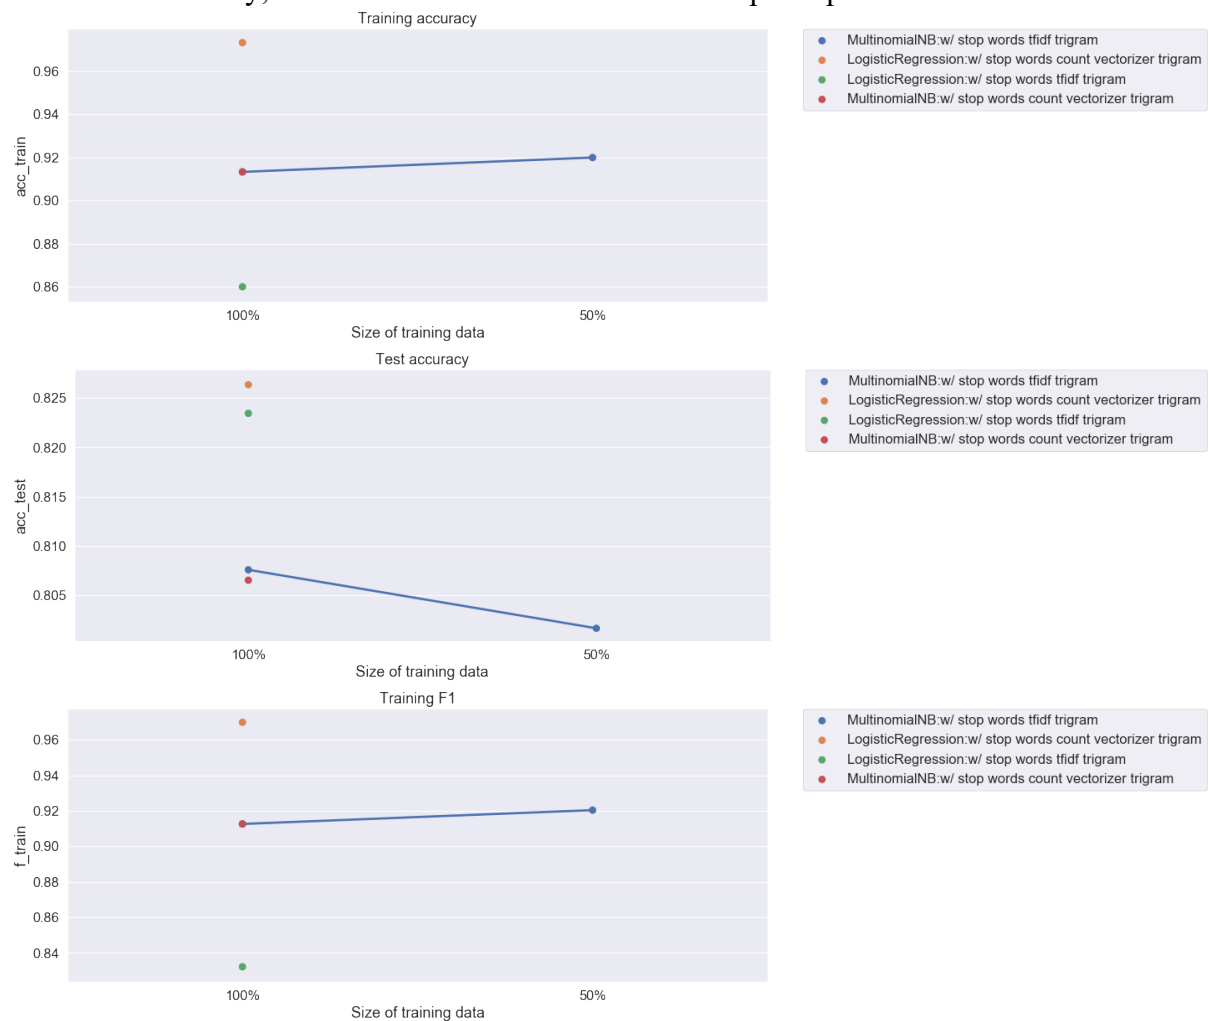 Training accuracy
MultinomialNB:w/ stop words tfidf trigram
LogisticRegression:w/ stop words count vectorizer trigram
LogisticRegression:w/ stop words tfidf trigram
MultinomialNB:w/ stop words count vectorizer trigram
acc_train
0.96
0.94
0.92
0.90
0.88
0.86
100% 50%
Size of training data
Test accuracy
MultinomialNB:w/ stop words tfidf trigram
LogisticRegression:w/ stop words count vectorizer trigram
LogisticRegression:w/ stop words tfidf trigram
MultinomialNB:w/ stop words count vectorizer trigram
acc_test
0.825
0.820
0.815
0.810
0.805
100% 50%
Size of training data
Training F1
MultinomialNB:w/ stop words tfidf trigram
LogisticRegression:w/ stop words count vectorizer trigram
LogisticRegression:w/ stop words tfidf trigram
MultinomialNB:w/ stop words count vectorizer trigram
f_train
0.96
0.94
0.92
0.90
0.88
0.86
0.84
100% 50%
Size of training data